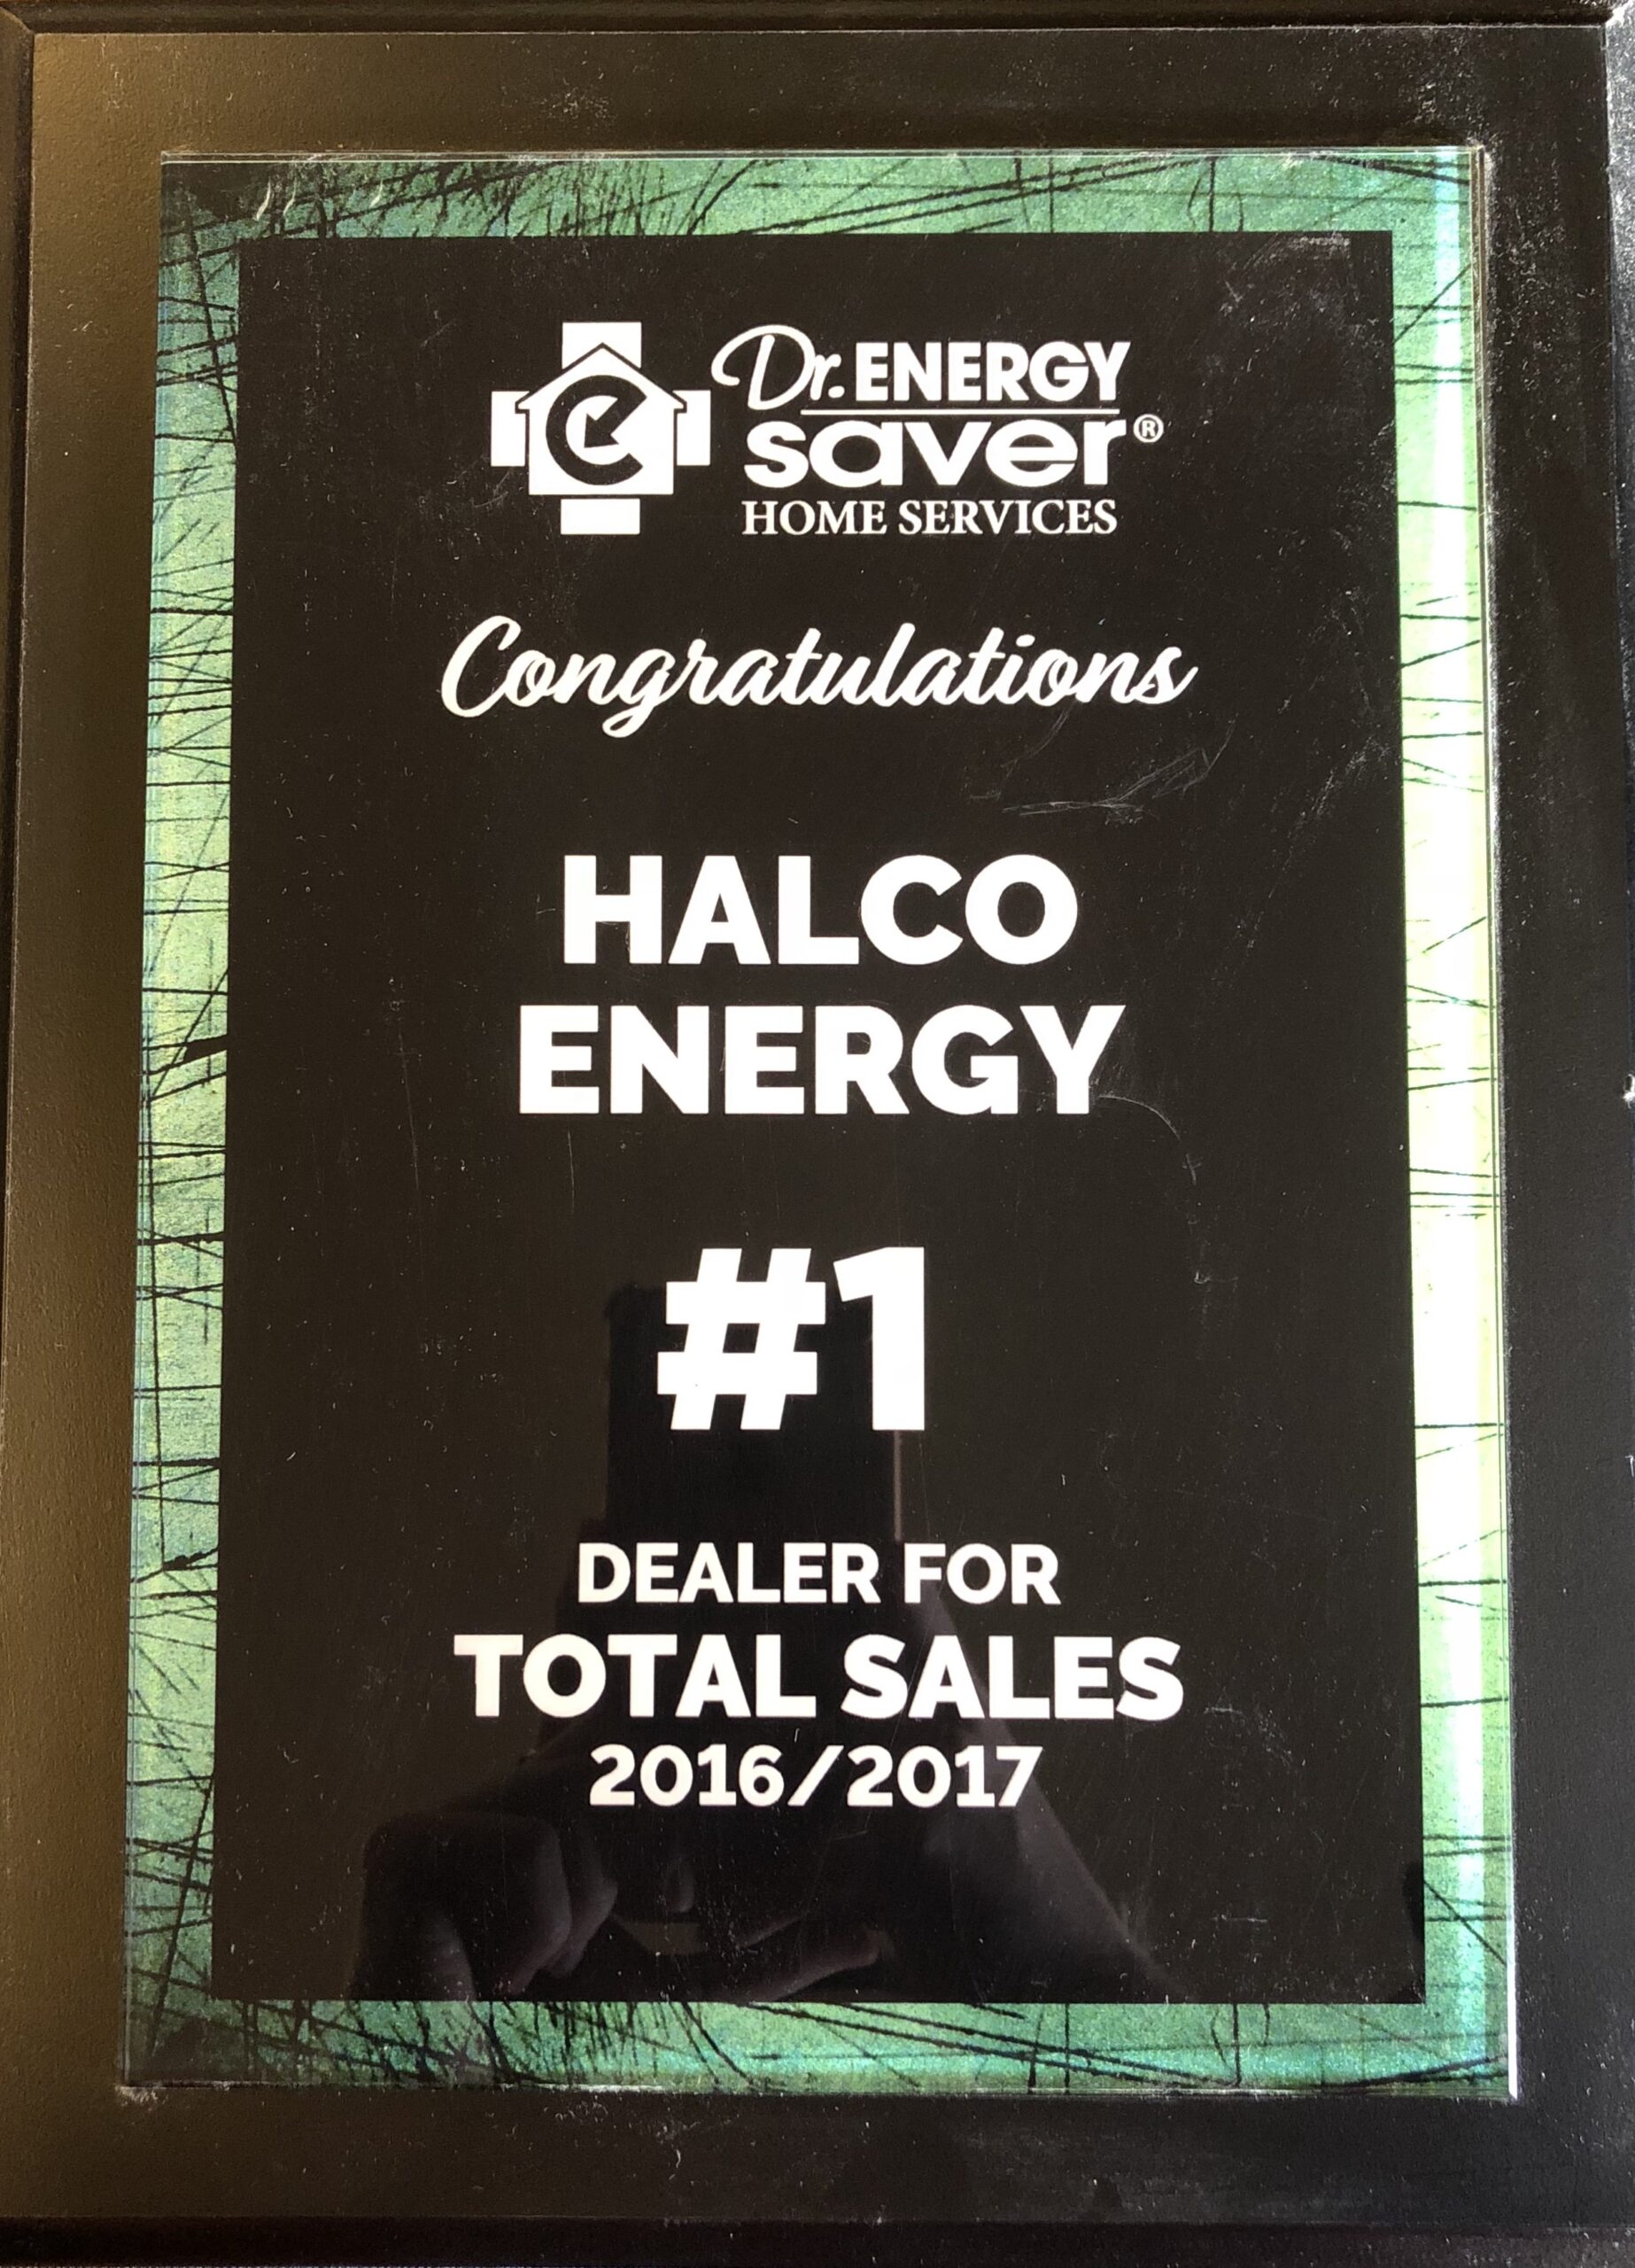 Dr. ENERGY
saver®
HOME SERVICES
Congratulations
HALCO
ENERGY
#1
DEALER FOR
TOTAL SALES
2016/2017